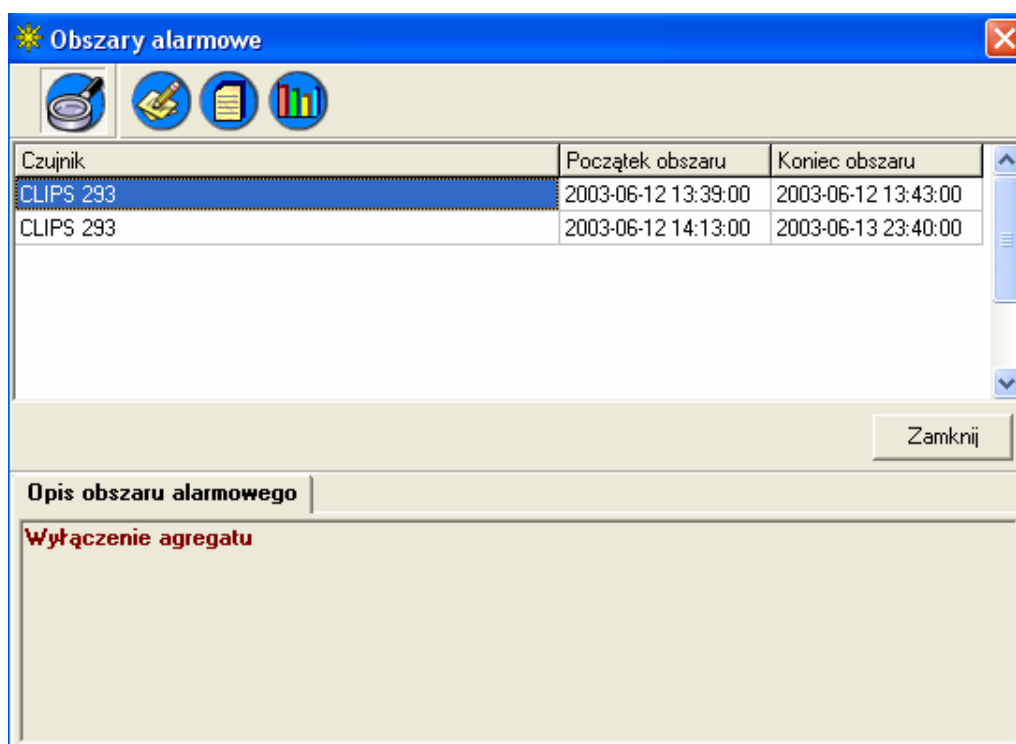 Obszary alarmowe
Czujnik Początek obszaru Koniec obszaru
CLIPS 293 2003-06-12 13:39:00 2003-06-12 13:43:00
CLIPS 293 2003-06-12 14:13:00 2003-06-13 23:40:00
Zamknij
Opis obszaru alarmowego
Wyłączenie agregatu